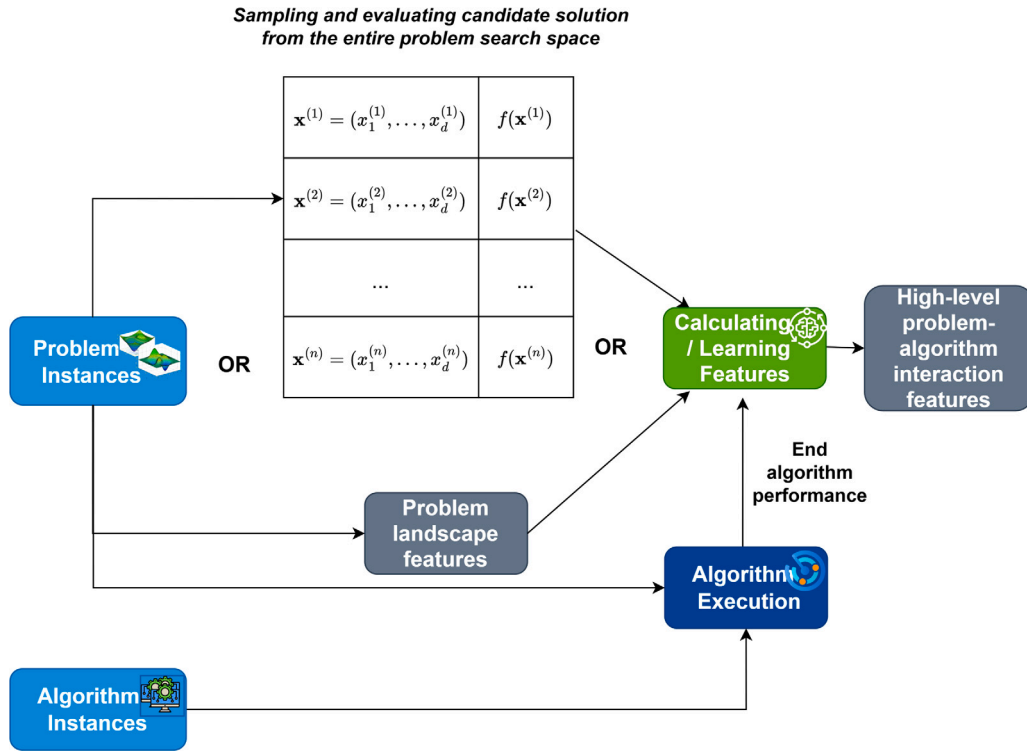 Sampling and evaluating candidate solution
from the entire problem search space
x^{(1)} = (x_1^{(1)}, ..., x_d^{(1)})
f(x^{(1)})
x^{(2)} = (x_1^{(2)}, ..., x_d^{(2)})
f(x^{(2)})
...
...
x^{(n)} = (x_1^{(n)}, ..., x_d^{(n)})
f(x^{(n)})
Problem
Instances
OR
OR
Calculating
/ Learning
Features
High-level
problem-
algorithm
interaction
features
End
algorithm
performance
Problem
landscape
features
Algorithm
Execution
Algorithm
Instances